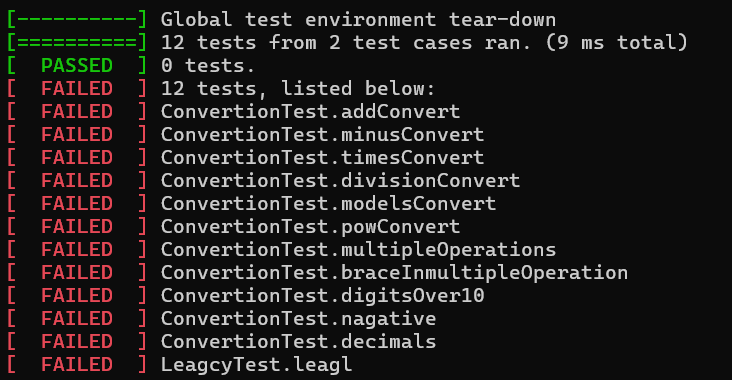 [----------] Global test environment tear-down
[==========] 12 tests from 2 test cases ran. (9 ms total)
[  PASSED  ] 0 tests.
[  FAILED  ] 12 tests, listed below:
[  FAILED  ] ConvertionTest.addConvert
[  FAILED  ] ConvertionTest.minusConvert
[  FAILED  ] ConvertionTest.timesConvert
[  FAILED  ] ConvertionTest.divisionConvert
[  FAILED  ] ConvertionTest.modelsConvert
[  FAILED  ] ConvertionTest.powConvert
[  FAILED  ] ConvertionTest.multipleOperations
[  FAILED  ] ConvertionTest.braceInmultipleOperation
[  FAILED  ] ConvertionTest.digitsOver10
[  FAILED  ] ConvertionTest.nagative
[  FAILED  ] ConvertionTest.decimals
[  FAILED  ] LeagcyTest.leagl